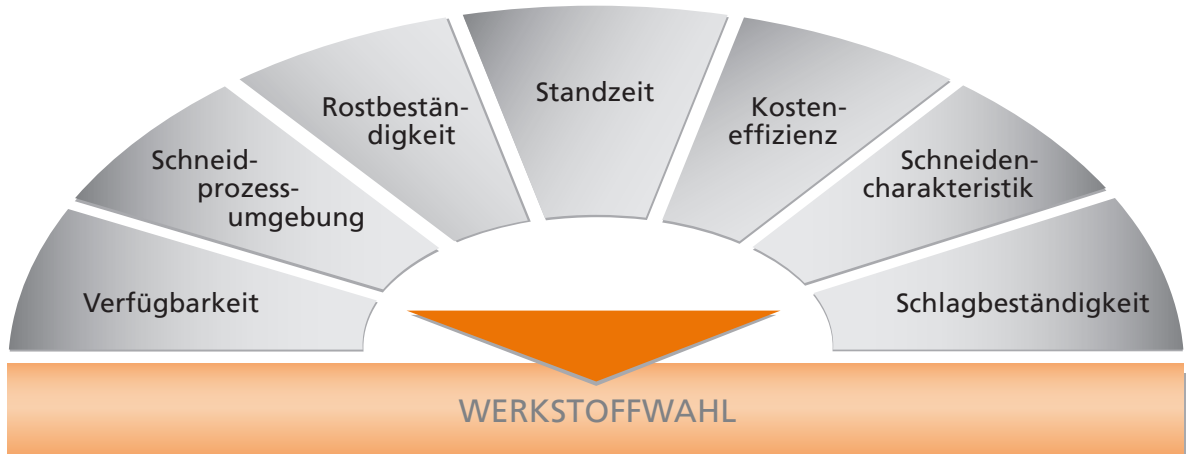 Verfügbarkeit
Schneid-
prozess-
umgebung
Rostbestän-
digkeit
Standzeit
Kosten-
effizienz
Schneiden-
charakteristik
Schlagbeständigkeit
WERKSTOFFWAHL